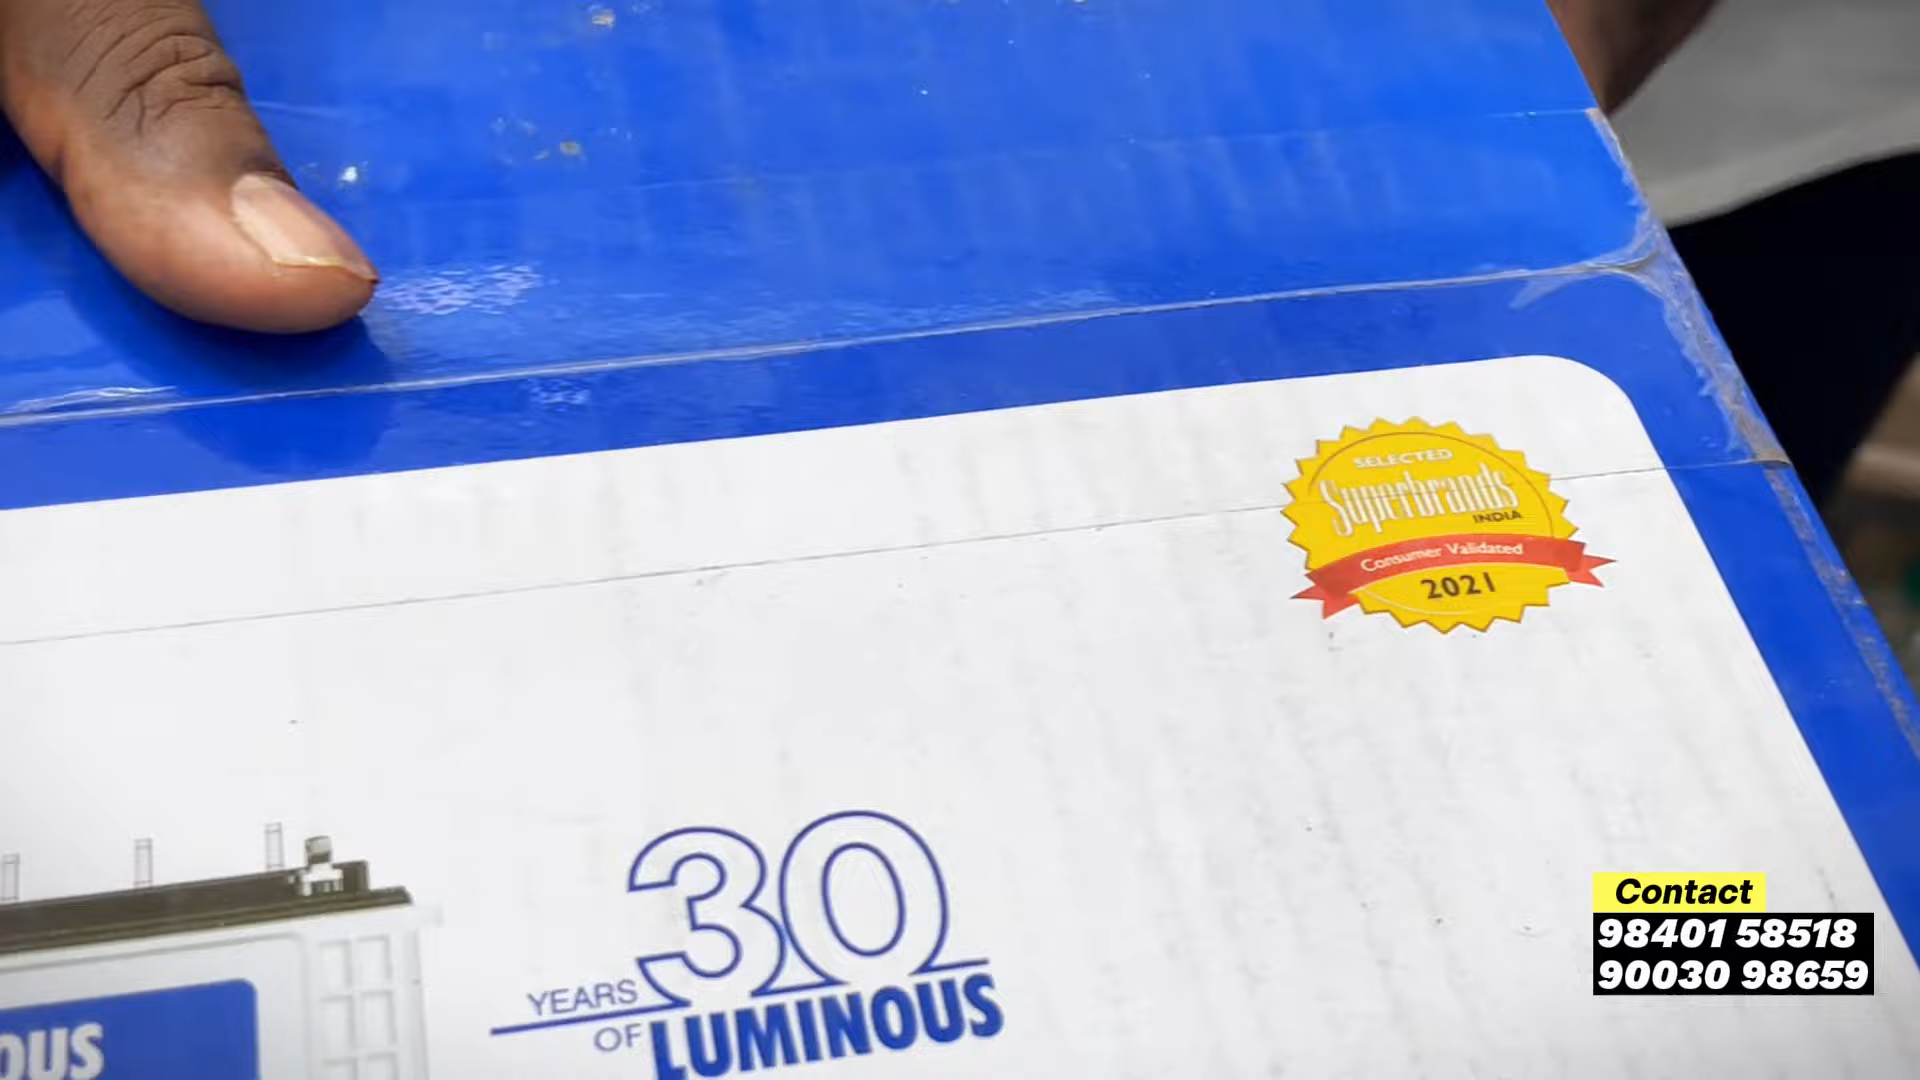 SELECTED
Superbrands
INDIA
Consumer Validated
2021
30
YEARS
OF LUMINOUS
OUS
Contact
98401 58518
90030 98659